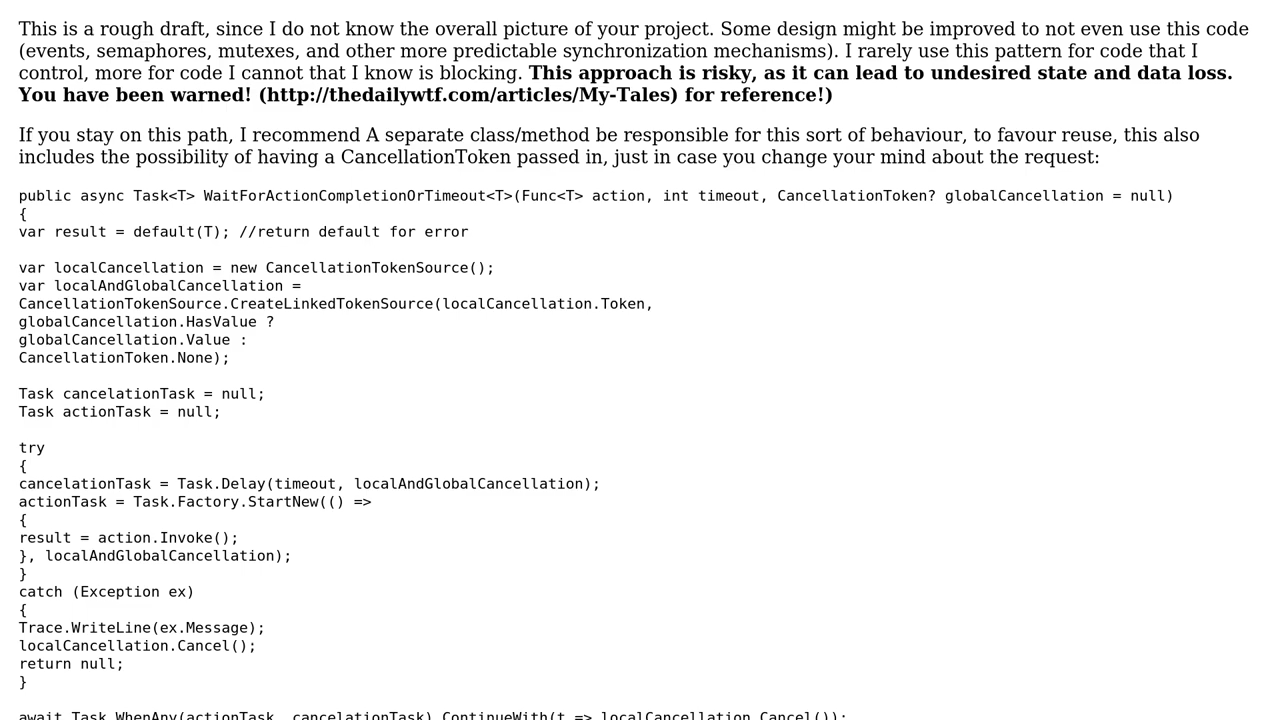 This is a rough draft, since I do not know the overall picture of your project. Some design might be improved to not even use this code
(events, semaphores, mutexes, and other more predictable synchronization mechanisms). I rarely use this pattern for code that I
control, more for code I cannot that I know is blocking. This approach is risky, as it can lead to undesired state and data loss.
You have been warned! (http://thedailywtf.com/articles/My-Tales) for reference!)
If you stay on this path, I recommend A separate class/method be responsible for this sort of behaviour, to favour reuse, this also
includes the possibility of having a CancellationToken passed in, just in case you change your mind about the request:
public async Task<T> WaitForActionCompletionOrTimeout<T>(Func<T> action, int timeout, CancellationToken? globalCancellation = null)
{
var result = default(T); //return default for error
var localCancellation = new CancellationTokenSource();
var localAndGlobalCancellation =
CancellationTokenSource.CreateLinkedTokenSource(localCancellation.Token,
globalCancellation.HasValue ?
globalCancellation.Value :
CancellationToken.None);
Task cancelationTask = null;
Task actionTask = null;
try
{
cancelationTask = Task.Delay(timeout, localAndGlobalCancellation);
actionTask = Task.Factory.StartNew(() =>
{
result = action.Invoke();
}, localAndGlobalCancellation);
}
catch (Exception ex)
{
Trace.WriteLine(ex.Message);
localCancellation.Cancel();
return null;
}
await Task.WhenAny(actionTask, cancelationTask).ContinueWith(t => localCancellation.Cancel());